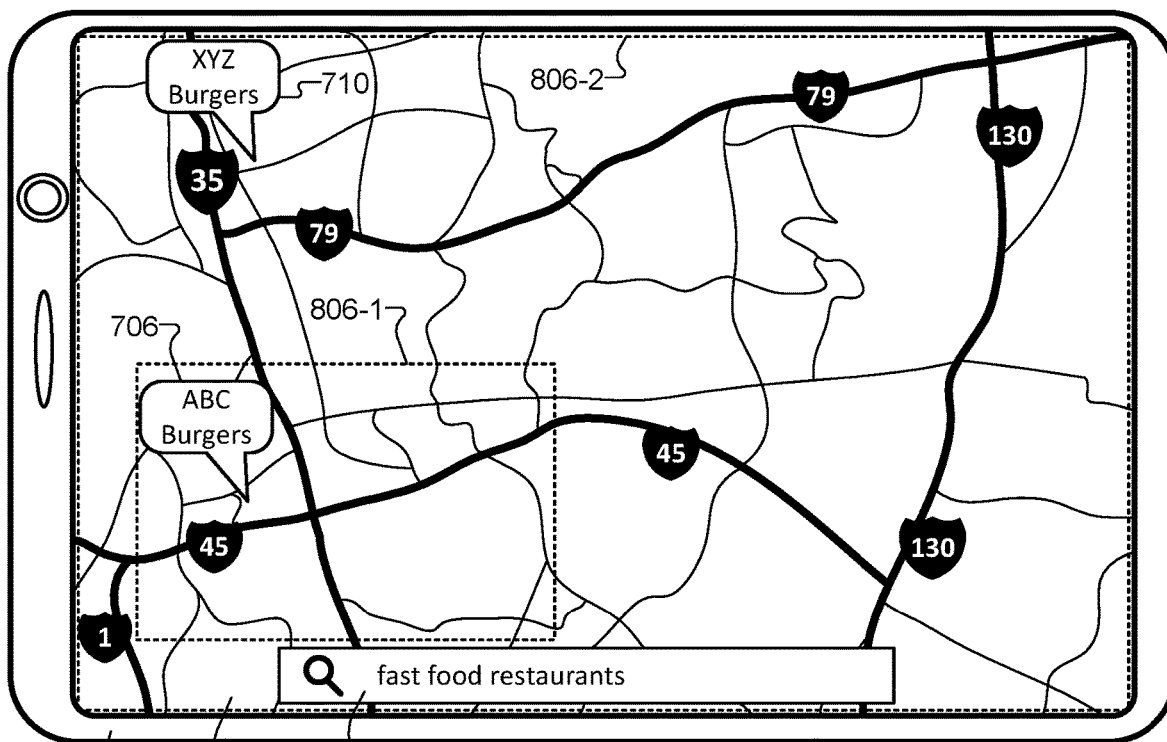 XYZ
Burgers
710
806-2
79
130
35
79
806-1
706
ABC
Burgers
45
45
130
1
fast food restaurants